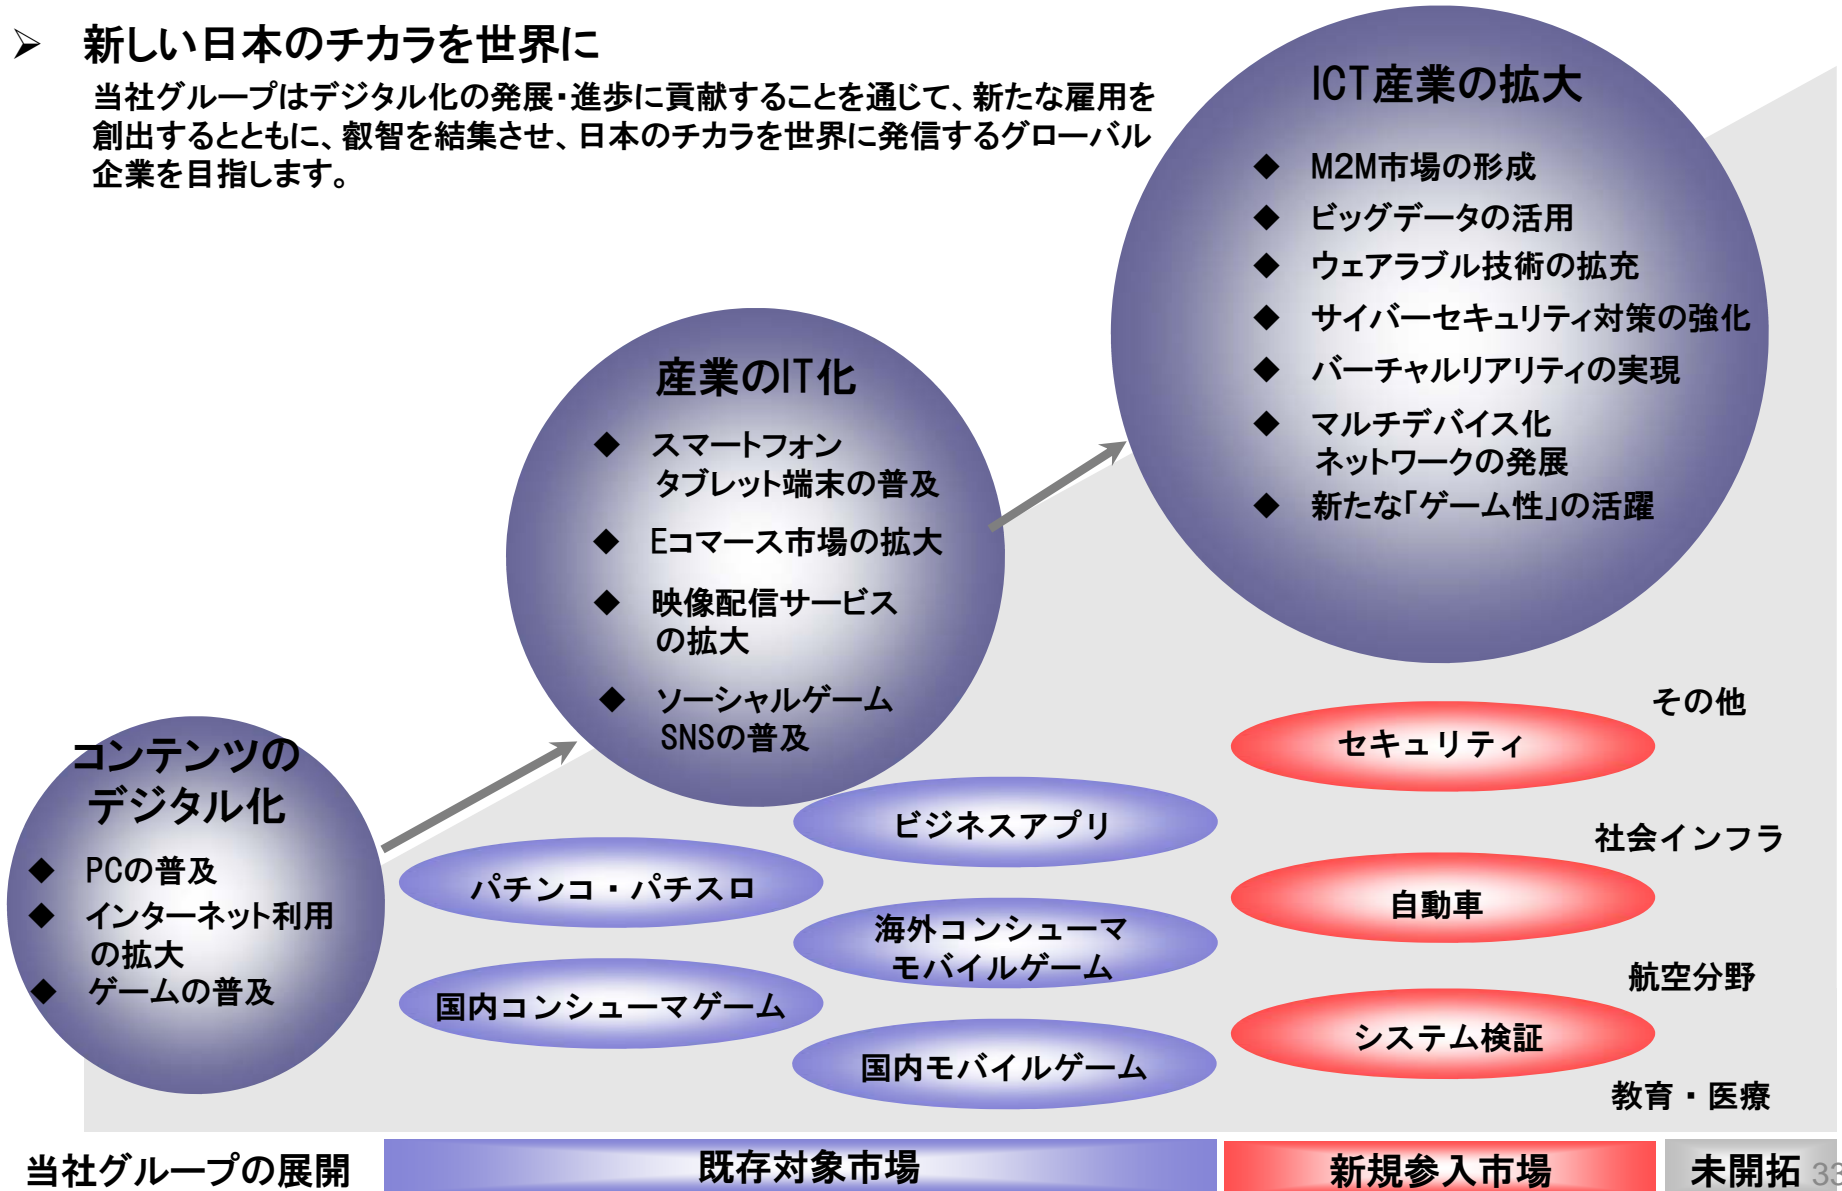 ➢ 新しい日本のチカラを世界に
当社グループはデジタル化の発展・進歩に貢献することを通じて、新たな雇用を
創出するとともに、叡智を結集させ、日本のチカラを世界に発信するグローバル
企業を目指します。
ICT産業の拡大
◆ M2M市場の形成
◆ ビッグデータの活用
◆ ウェアラブル技術の拡充
◆ サイバーセキュリティ対策の強化
◆ バーチャルリアリティの実現
◆ マルチデバイス化
ネットワークの発展
◆ 新たな「ゲーム性」の活躍
産業のIT化
◆ スマートフォン
タブレット端末の普及
◆ Eコマース市場の拡大
◆ 映像配信サービス
の拡大
◆ ソーシャルゲーム
SNSの普及
コンテンツの
デジタル化
◆ PCの普及
◆ インターネット利用
の拡大
◆ ゲームの普及
パチンコ・パチスロ
国内コンシューマゲーム
ビジネスアプリ
海外コンシューマ
モバイルゲーム
国内モバイルゲーム
セキュリティ
自動車
システム検証
その他
社会インフラ
航空分野
教育・医療
当社グループの展開
既存対象市場
新規参入市場
未開拓
33